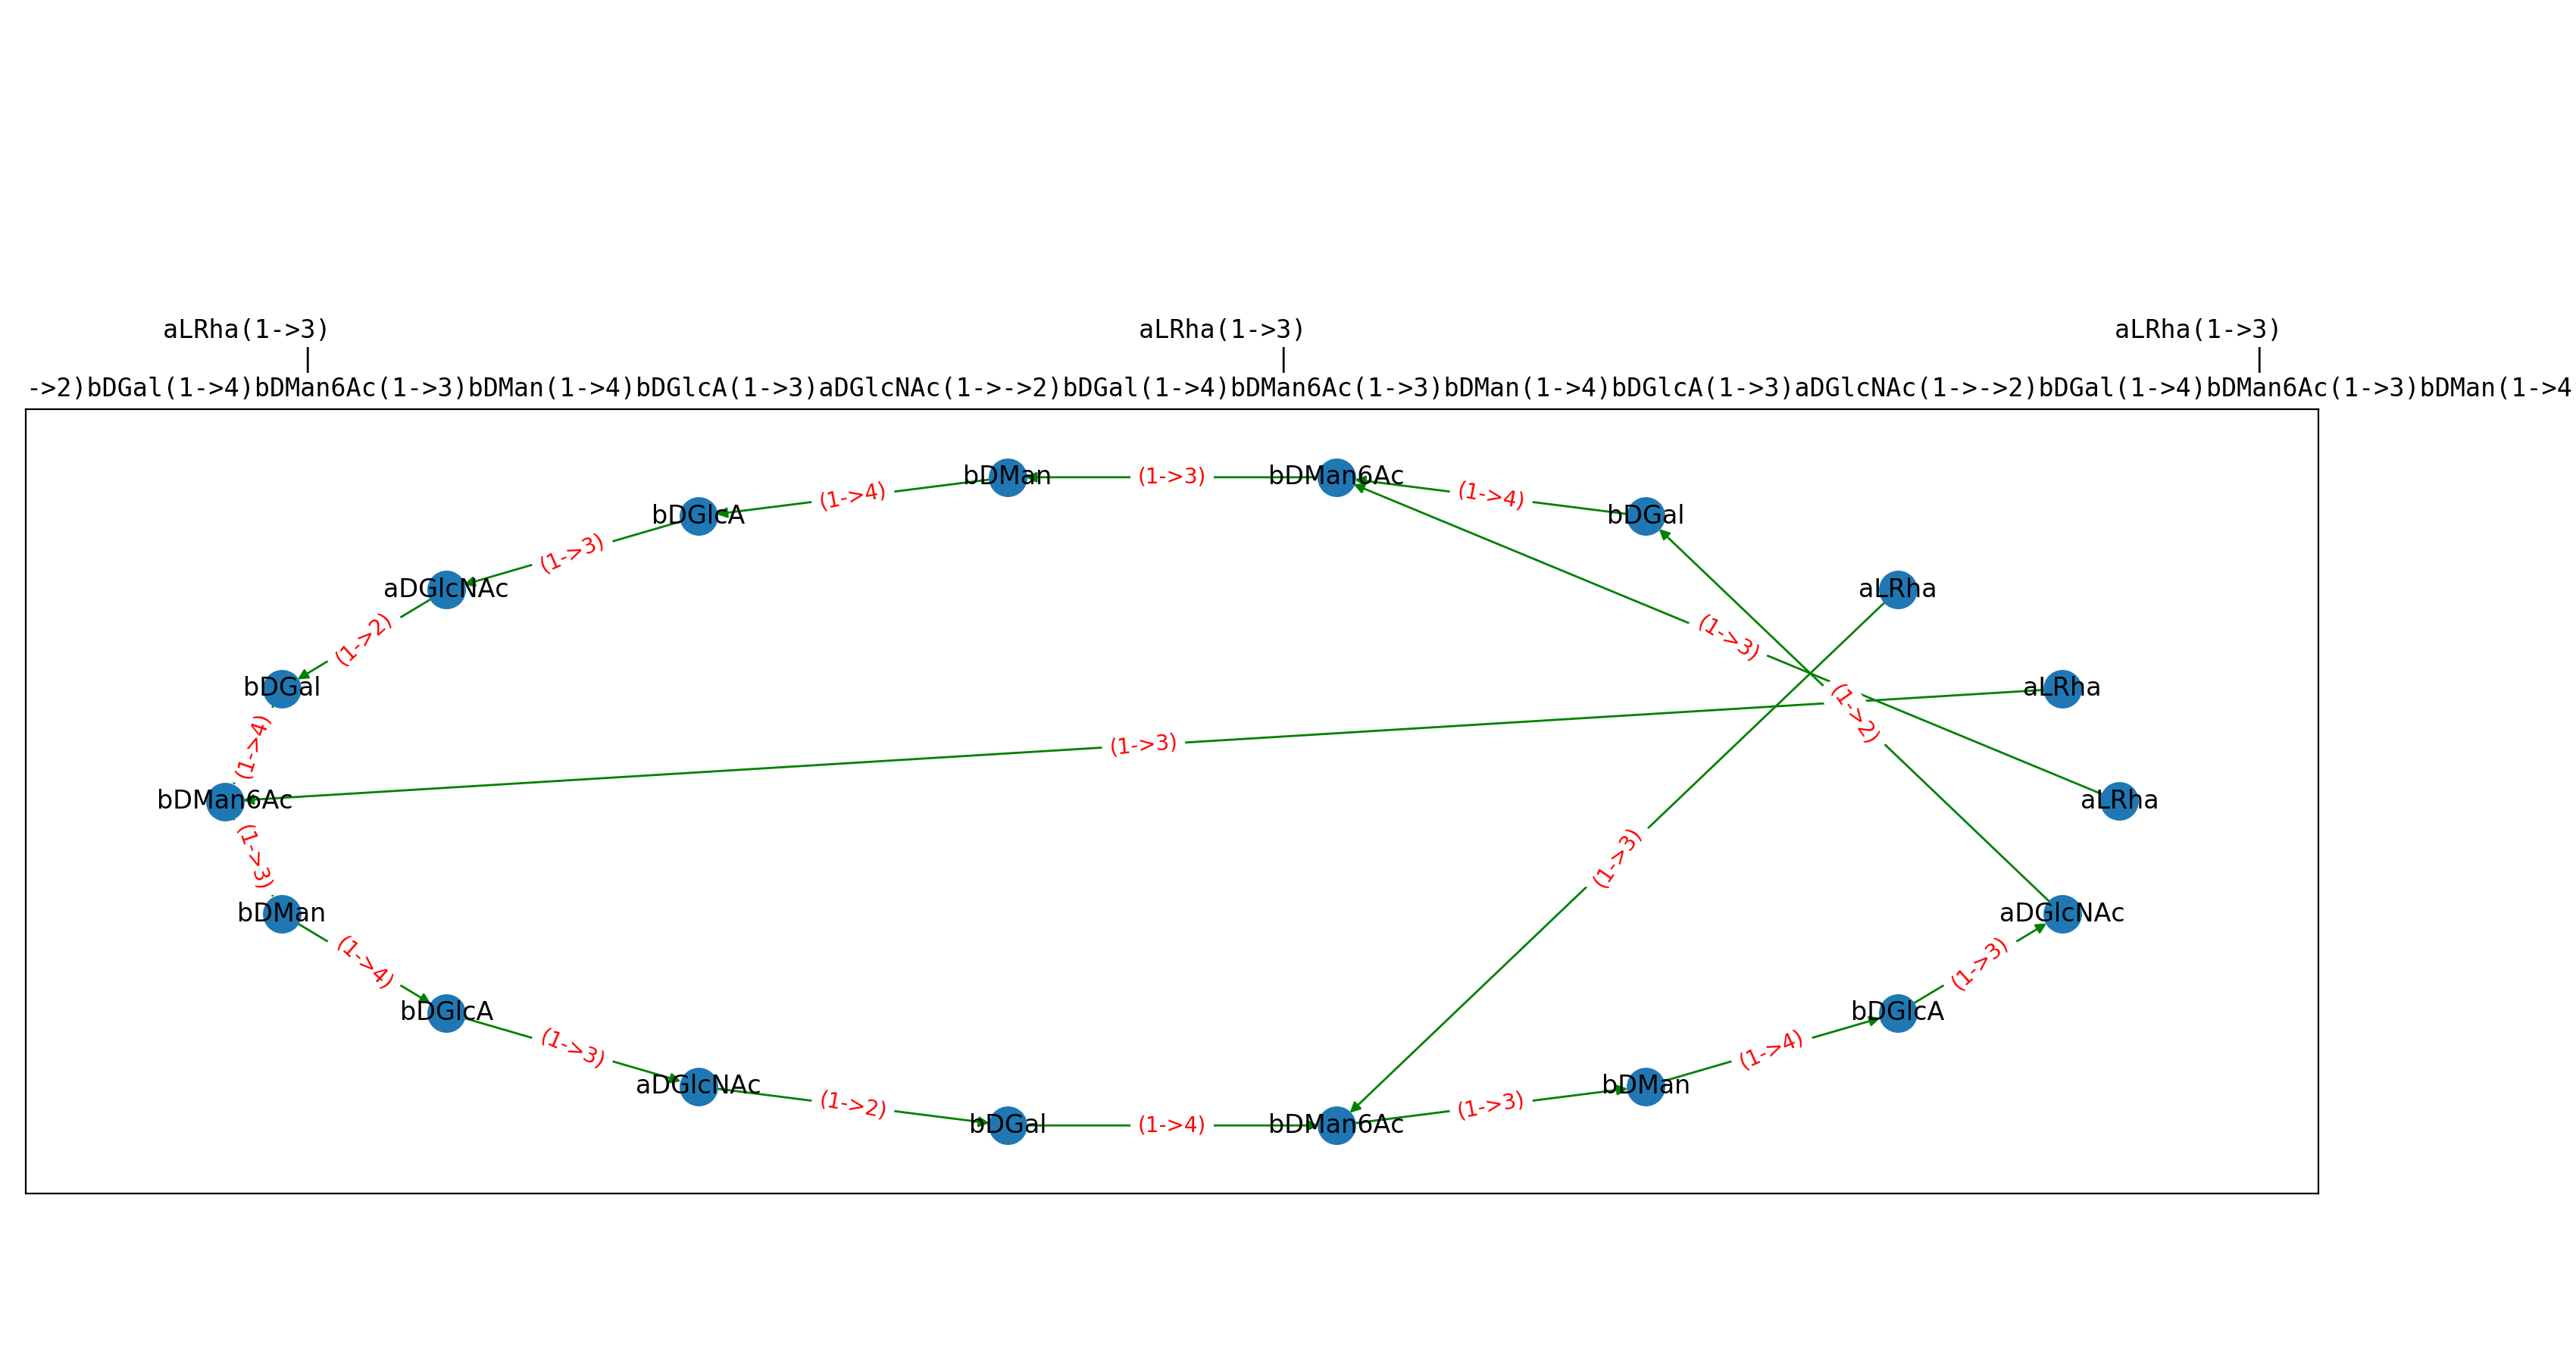 aLRha(1->3) aLRha(1->3) aLRha(1->3)
| | |
->2)bDGal(1->4)bDMan6Ac(1->3)bDMan(1->4)bDGlcA(1->3)aDGlcNAc(1->->2)bDGal(1->4)bDMan6Ac(1->3)bDMan(1->4)bDGlcA(1->3)aDGlcNAc(1->->2)bDGal(1->4)bDMan6Ac(1->3)bDMan(1->4
bDMan (1->3) bDMan6Ac
(1->4) (1->4)
bDGlcA bDGal
(1->3)
aDGlcNAc aLRha
(1->2) (1->3)
bDGal aLRha
(1->2)
(1->4) (1->3)
bDMan6Ac aLRha
(1->3) (1->3)
bDMan aDGlcNAc
(1->4) (1->3)
bDGlcA bDGlcA
(1->3) (1->4)
aDGlcNAc bDMan
(1->2) (1->3)
bDGal (1->4) bDMan6Ac